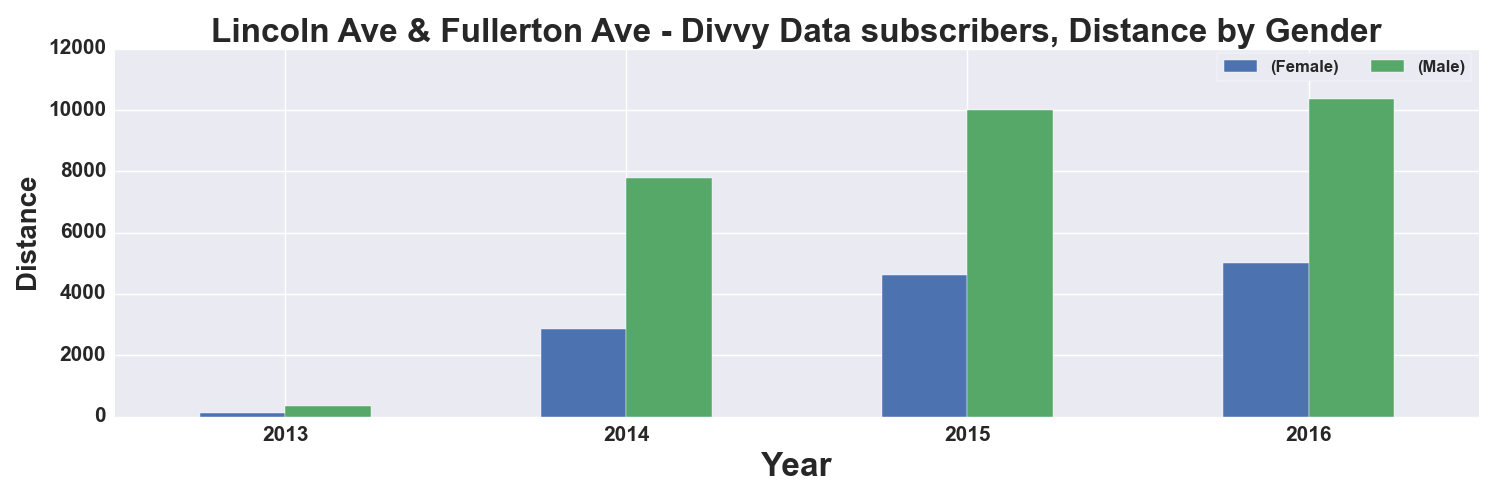 Lincoln Ave & Fullerton Ave - Divvy Data subscribers, Distance by Gender
(Female) (Male)
Distance
12000
10000
8000
6000
4000
2000
0
2013 2014 2015 2016
Year